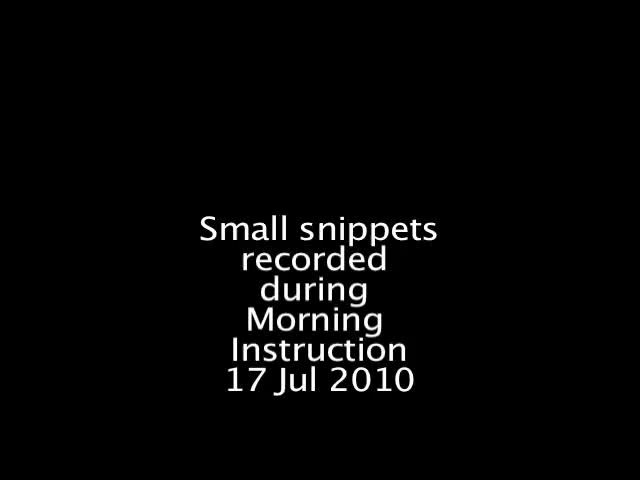 Small snippets
recorded
during
Morning
Instruction
17 Jul 2010